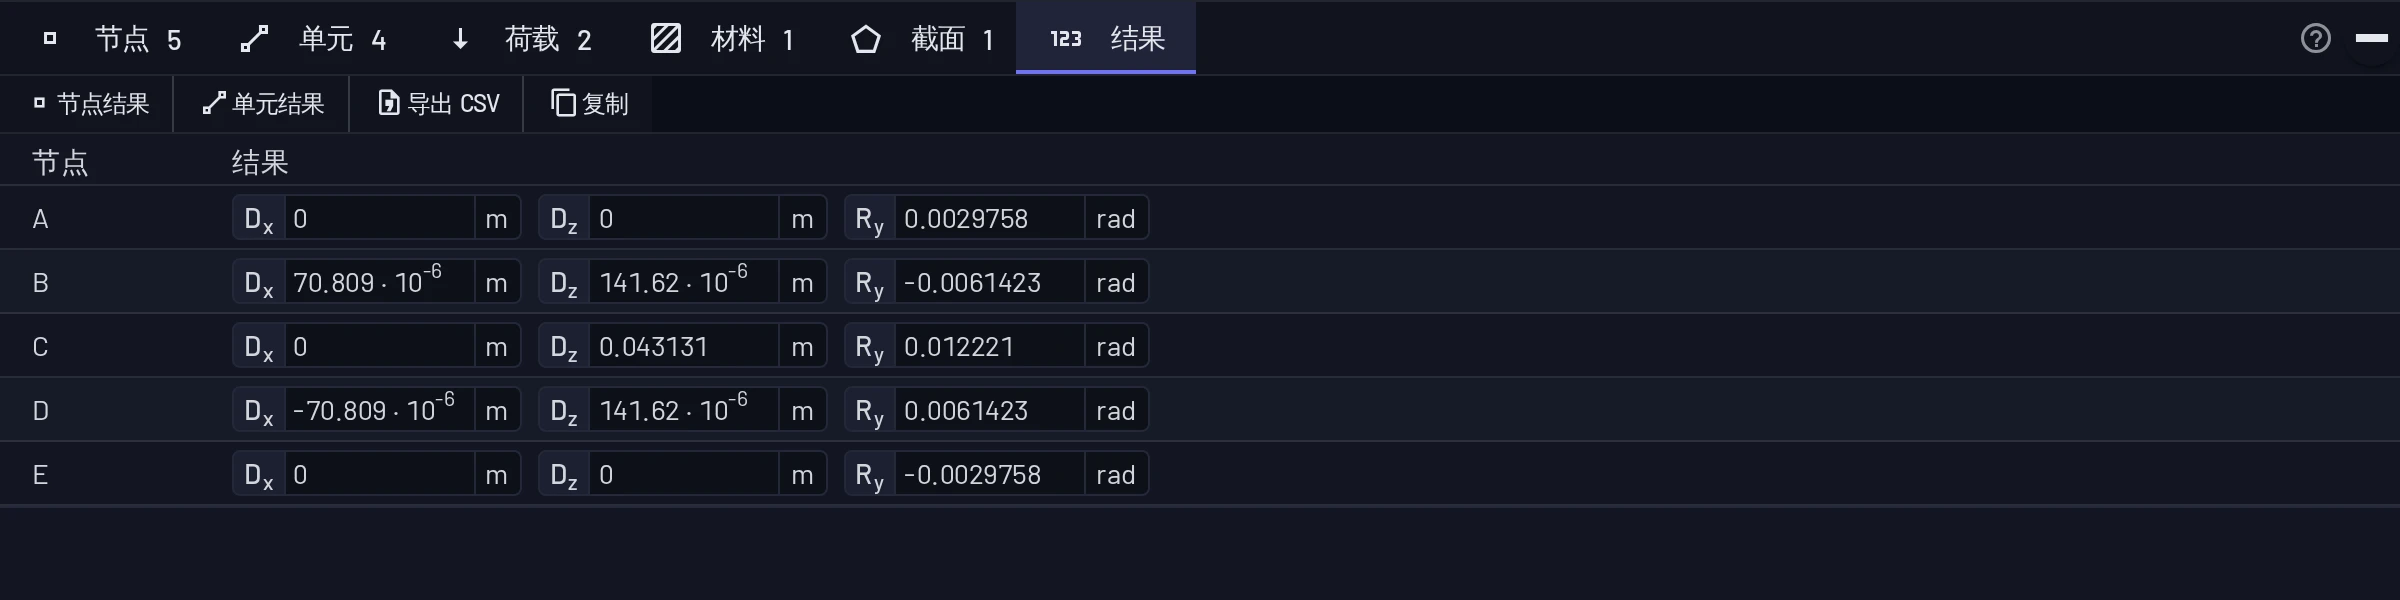 节点 5 单元 4 荷载 2 材料 1 截面 1 123 结果 ?
节点结果 单元结果 导出 CSV 复制
节点 结果
A Dx 0 m Dz 0 m Ry 0.0029758 rad
B Dx 70.809 · 10^-6 m Dz 141.62 · 10^-6 m Ry -0.0061423 rad
C Dx 0 m Dz 0.043131 m Ry 0.012221 rad
D Dx -70.809 · 10^-6 m Dz 141.62 · 10^-6 m Ry 0.0061423 rad
E Dx 0 m Dz 0 m Ry -0.0029758 rad